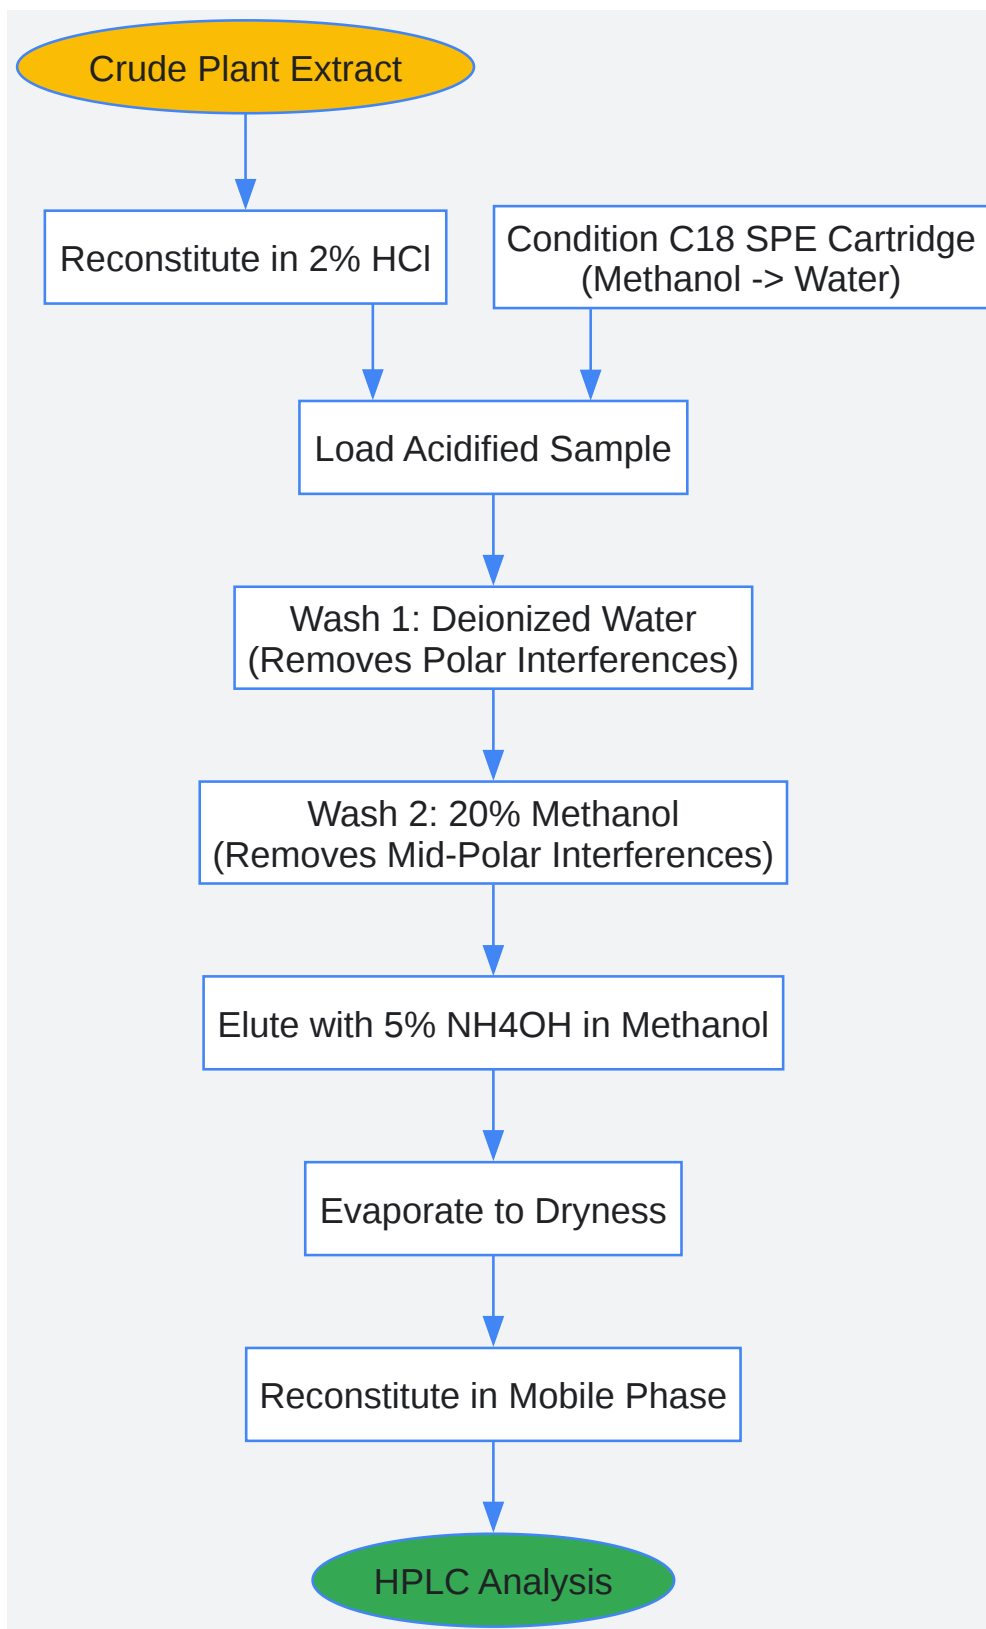 Crude Plant Extract
Reconstitute in 2% HCl
Condition C18 SPE Cartridge
(Methanol -> Water)
Load Acidified Sample
Wash 1: Deionized Water
(Removes Polar Interferences)
Wash 2: 20% Methanol
(Removes Mid-Polar Interferences)
Elute with 5% NH4OH in Methanol
Evaporate to Dryness
Reconstitute in Mobile Phase
HPLC Analysis